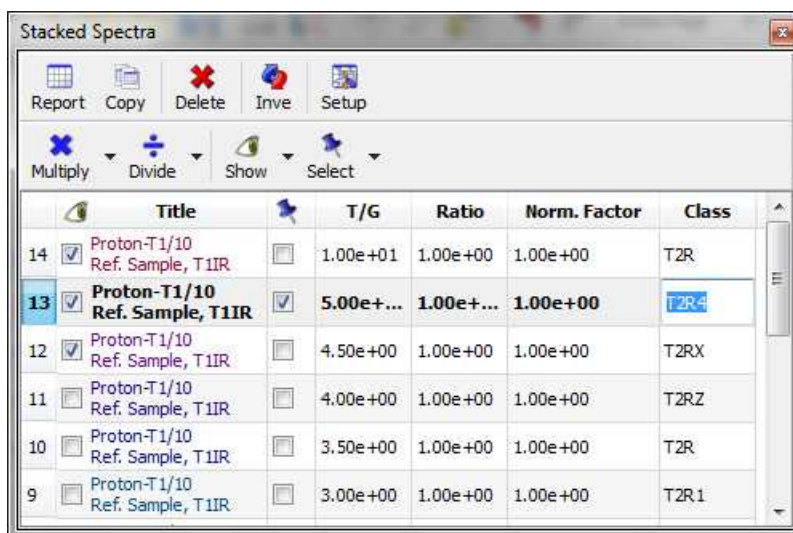 Stacked Spectra
Report Copy Delete Inve Setup
Multiply Divide Show Select
Title T/G Ratio Norm. Factor Class
14 Proton-T1/10 1.00e+01 1.00e+00 1.00e+00 T2R
Ref. Sample, T1IR
13 Proton-T1/10 5.00e+... 1.00e+... 1.00e+00 T2R4
Ref. Sample, T1IR
12 Proton-T1/10 4.50e+00 1.00e+00 1.00e+00 T2RX
Ref. Sample, T1IR
11 Proton-T1/10 4.00e+00 1.00e+00 1.00e+00 T2RZ
Ref. Sample, T1IR
10 Proton-T1/10 3.50e+00 1.00e+00 1.00e+00 T2R
Ref. Sample, T1IR
9 Proton-T1/10 3.00e+00 1.00e+00 1.00e+00 T2R1
Ref. Sample, T1IR